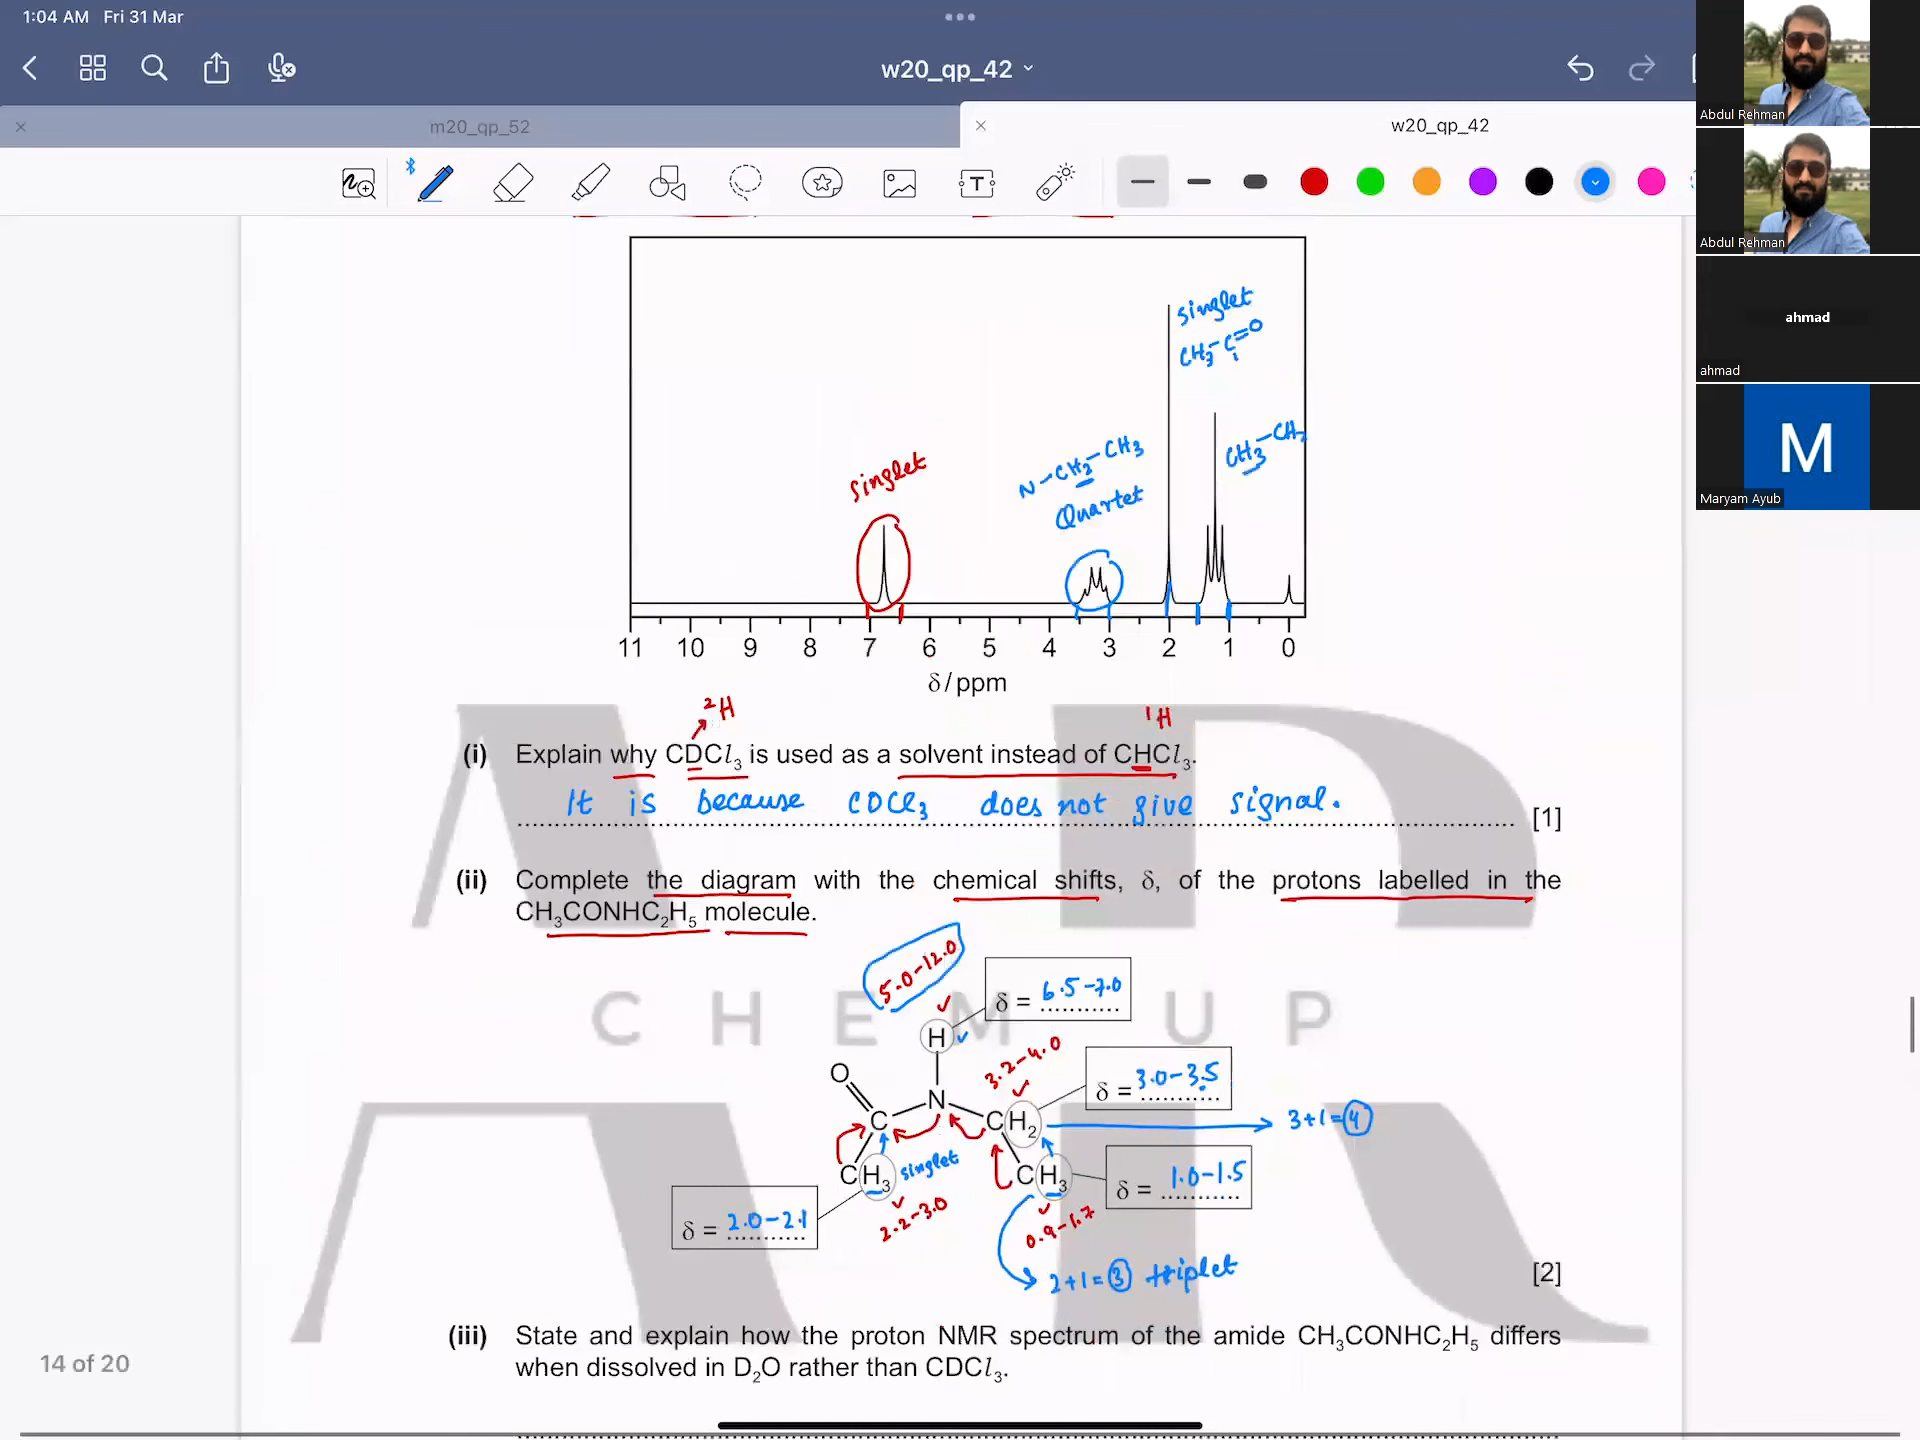 1:04 AM Fri 31 Mar
w20_qp_42
m20_qp_52
w20_qp_42
Abdul Rehman
Abdul Rehman
ahmad
ahmad
M
Maryam Ayub
singlet
CH₃-C=O
CH₃-CH₂
N-CH₂-CH₃
Quartet
singlet
11 10 9 8 7 6 5 4 3 2 1 0
δ/ppm
²H
¹H
(i) Explain why CDCl₃ is used as a solvent instead of CHCl₃.
It is because CDCl₃ does not give signal.
[1]
(ii) Complete the diagram with the chemical shifts, δ, of the protons labelled in the
CH₃CONHC₂H₅ molecule.
5.0-12.0
δ = 6.5-7.0
CHEM UP
H
3.2-4.0
O
δ = 3.0-3.5
N
C
CH₂
3+1=4
CH₃
singlet
CH₃
δ = 1.0-1.5
2.2-3.0
0.9-1.7
δ = 2.0-2.1
2+1=3 triplet
[2]
(iii) State and explain how the proton NMR spectrum of the amide CH₃CONHC₂H₅ differs
when dissolved in D₂O rather than CDCl₃.
14 of 20
AR